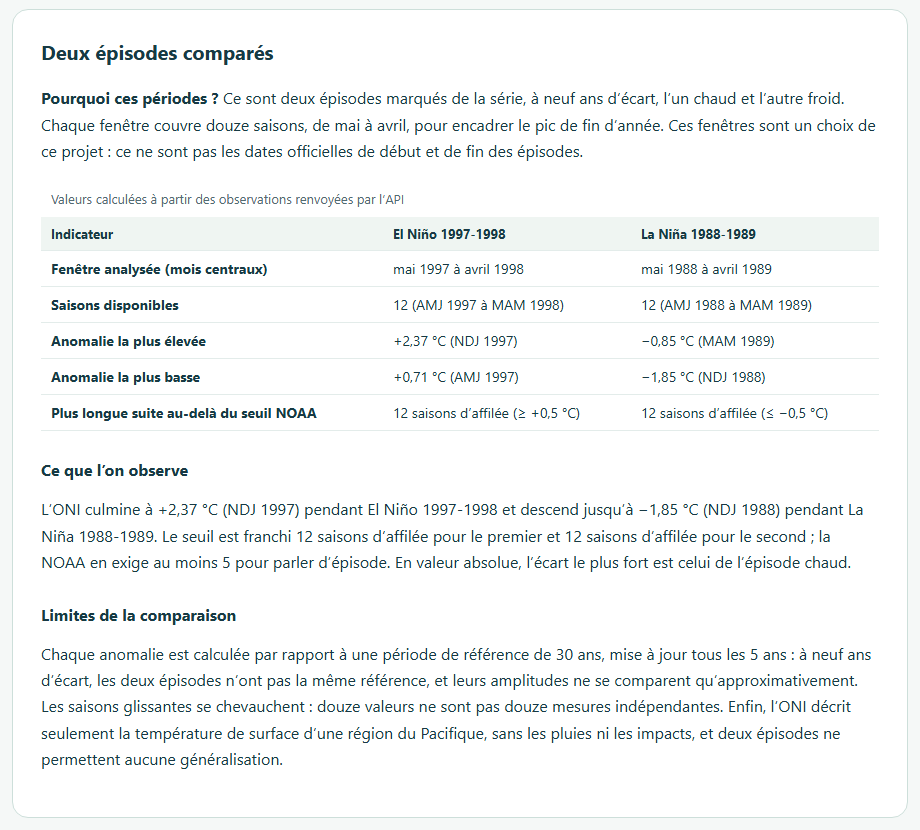 Deux épisodes comparés
Pourquoi ces périodes ? Ce sont deux épisodes marqués de la série, à neuf ans d’écart, l’un chaud et l’autre froid.
Chaque fenêtre couvre douze saisons, de mai à avril, pour encadrer le pic de fin d’année. Ces fenêtres sont un choix de
ce projet : ce ne sont pas les dates officielles de début et de fin des épisodes.
Valeurs calculées à partir des observations renvoyées par l’API
Indicateur El Niño 1997-1998 La Niña 1988-1989
Fenêtre analysée (mois centraux) mai 1997 à avril 1998 mai 1988 à avril 1989
Saisons disponibles 12 (AMJ 1997 à MAM 1998) 12 (AMJ 1988 à MAM 1989)
Anomalie la plus élevée +2,37 °C (NDJ 1997) −0,85 °C (MAM 1989)
Anomalie la plus basse +0,71 °C (AMJ 1997) −1,85 °C (NDJ 1988)
Plus longue suite au-delà du seuil NOAA 12 saisons d’affilée (≥ +0,5 °C) 12 saisons d’affilée (≤ −0,5 °C)
Ce que l’on observe
L’ONI culmine à +2,37 °C (NDJ 1997) pendant El Niño 1997-1998 et descend jusqu’à −1,85 °C (NDJ 1988) pendant La
Niña 1988-1989. Le seuil est franchi 12 saisons d’affilée pour le premier et 12 saisons d’affilée pour le second ; la
NOAA en exige au moins 5 pour parler d’épisode. En valeur absolue, l’écart le plus fort est celui de l’épisode chaud.
Limites de la comparaison
Chaque anomalie est calculée par rapport à une période de référence de 30 ans, mise à jour tous les 5 ans : à neuf ans
d’écart, les deux épisodes n’ont pas la même référence, et leurs amplitudes ne se comparent qu’approximativement.
Les saisons glissantes se chevauchent : douze valeurs ne sont pas douze mesures indépendantes. Enfin, l’ONI décrit
seulement la température de surface d’une région du Pacifique, sans les pluies ni les impacts, et deux épisodes ne
permettent aucune généralisation.